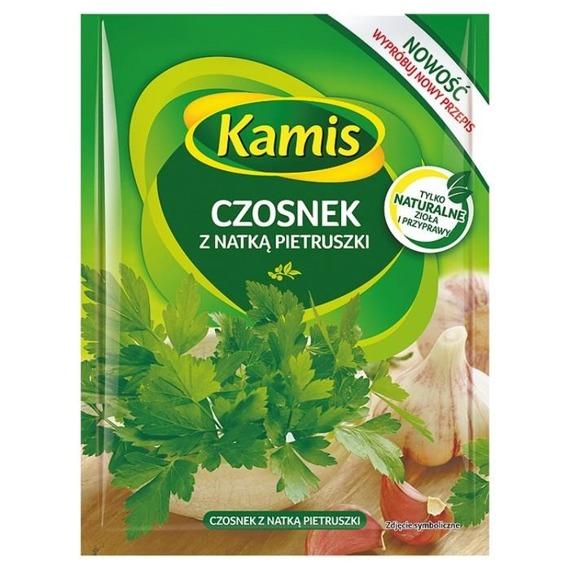 NOWOŚĆ
WYPRÓBUJ NOWY PRZEPIS
Kamis
CZOSNEK
Z NATKĄ PIETRUSZKI
TYLKO
NATURALNE
ZIOŁA
I PRZYPRAWY
CZOSNEK Z NATKĄ PIETRUSZKI
Zdjęcie symboliczne